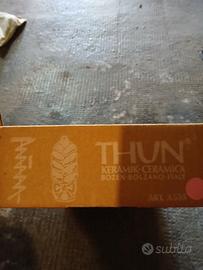 THUN®
KERAMIK-CERAMICA
BOZEN-BOLZANO-ITALY
subito